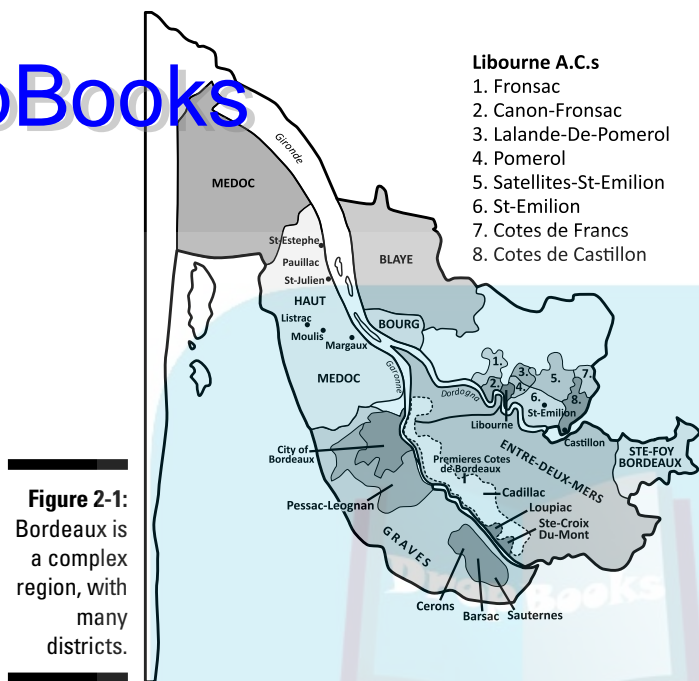 oBooks
Libourne A.C.s
1. Fronsac
2. Canon-Fronsac
3. Lalande-De-Pomerol
4. Pomerol
5. Satellites-St-Emilion
6. St-Emilion
7. Cotes de Francs
8. Cotes de Castillon
Gironde
MEDOC
St-Estephe
Pauillac
St-Julien
BLAYE
HAUT
Listrac
Moulis
Margaux
BOURG
MEDOC
Garonne
Dordogna
1.
2.
3.
4.
5.
6.
7.
8.
St-Emilion
Libourne
Castillon
STE-FOY
BORDEAUX
ENTRE-DEUX-MERS
City of
Bordeaux
Premieres Cotes
de Bordeaux
Cadillac
Loupiac
Ste-Croix
Du-Mont
Pessac-Leognan
GRAVES
Cerons
Barsac
Sauternes
Figure 2-1:
Bordeaux is
a complex
region, with
many
districts.
DropBooks